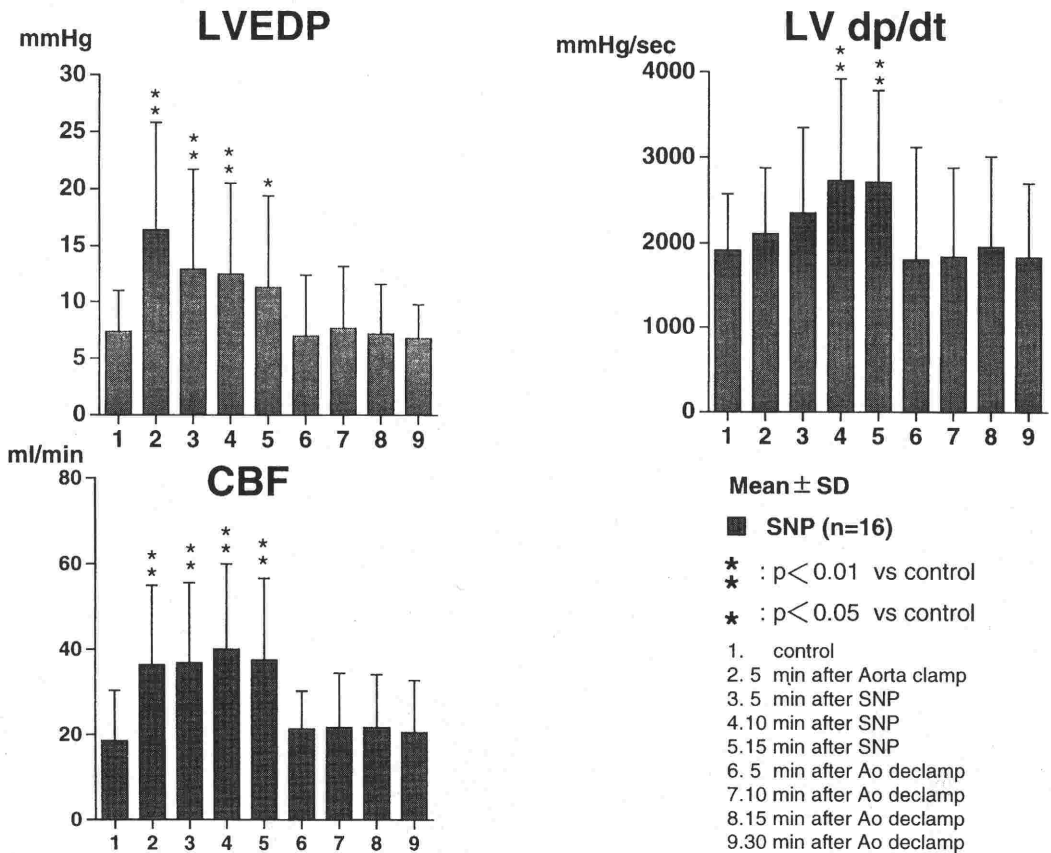 LVEDP
mmHg
30
25
20
15
10
5
0
** ** ** *
1 2 3 4 5 6 7 8 9
LV dp/dt
mmHg/sec
4000
3000
2000
1000
0
** **
1 2 3 4 5 6 7 8 9
CBF
ml/min
80
60
40
20
0
** ** ** **
1 2 3 4 5 6 7 8 9
Mean ± SD
SNP (n=16)
** : p<0.01 vs control
* : p<0.05 vs control
1. control
2. 5 min after Aorta clamp
3. 5 min after SNP
4.10 min after SNP
5.15 min after SNP
6. 5 min after Ao declamp
7.10 min after Ao declamp
8.15 min after Ao declamp
9.30 min after Ao declamp